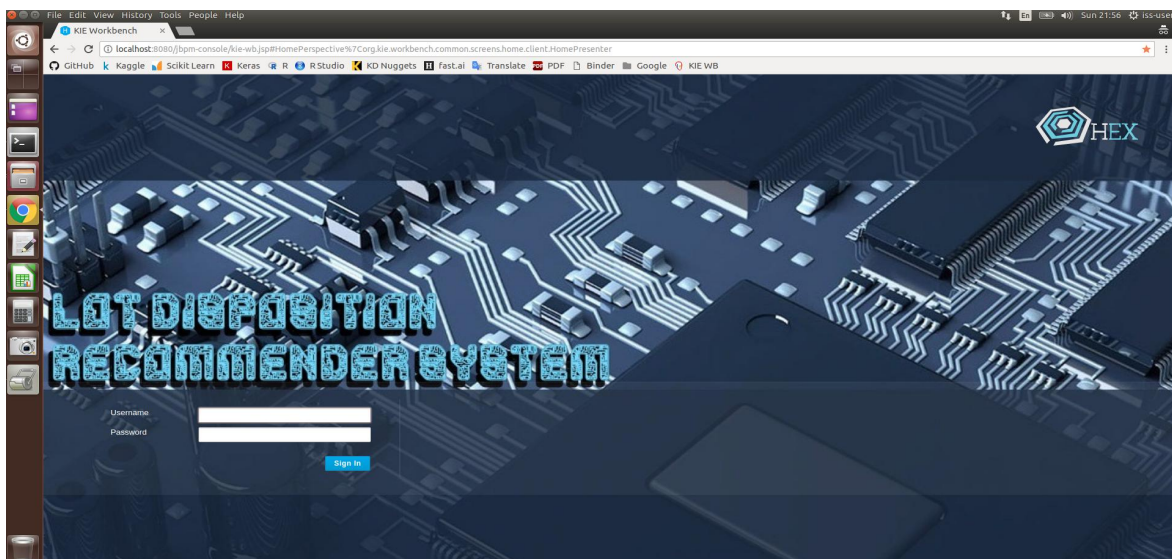 File Edit View History Tools People Help
En Sun 21:56 iss-user
KIE Workbench
localhost:8080/jbpm-console/kie-wb.jsp#HomePerspective%7Corg.kie.workbench.common.screens.home.client.HomePresenter
GitHub Kaggle Scikit Learn Keras R RStudio KD Nuggets fast.ai Translate PDF Binder Google KIE WB
HEX
LOT DISPOSITION
RECOMMENDER SYSTEM
Username
Password
Sign In